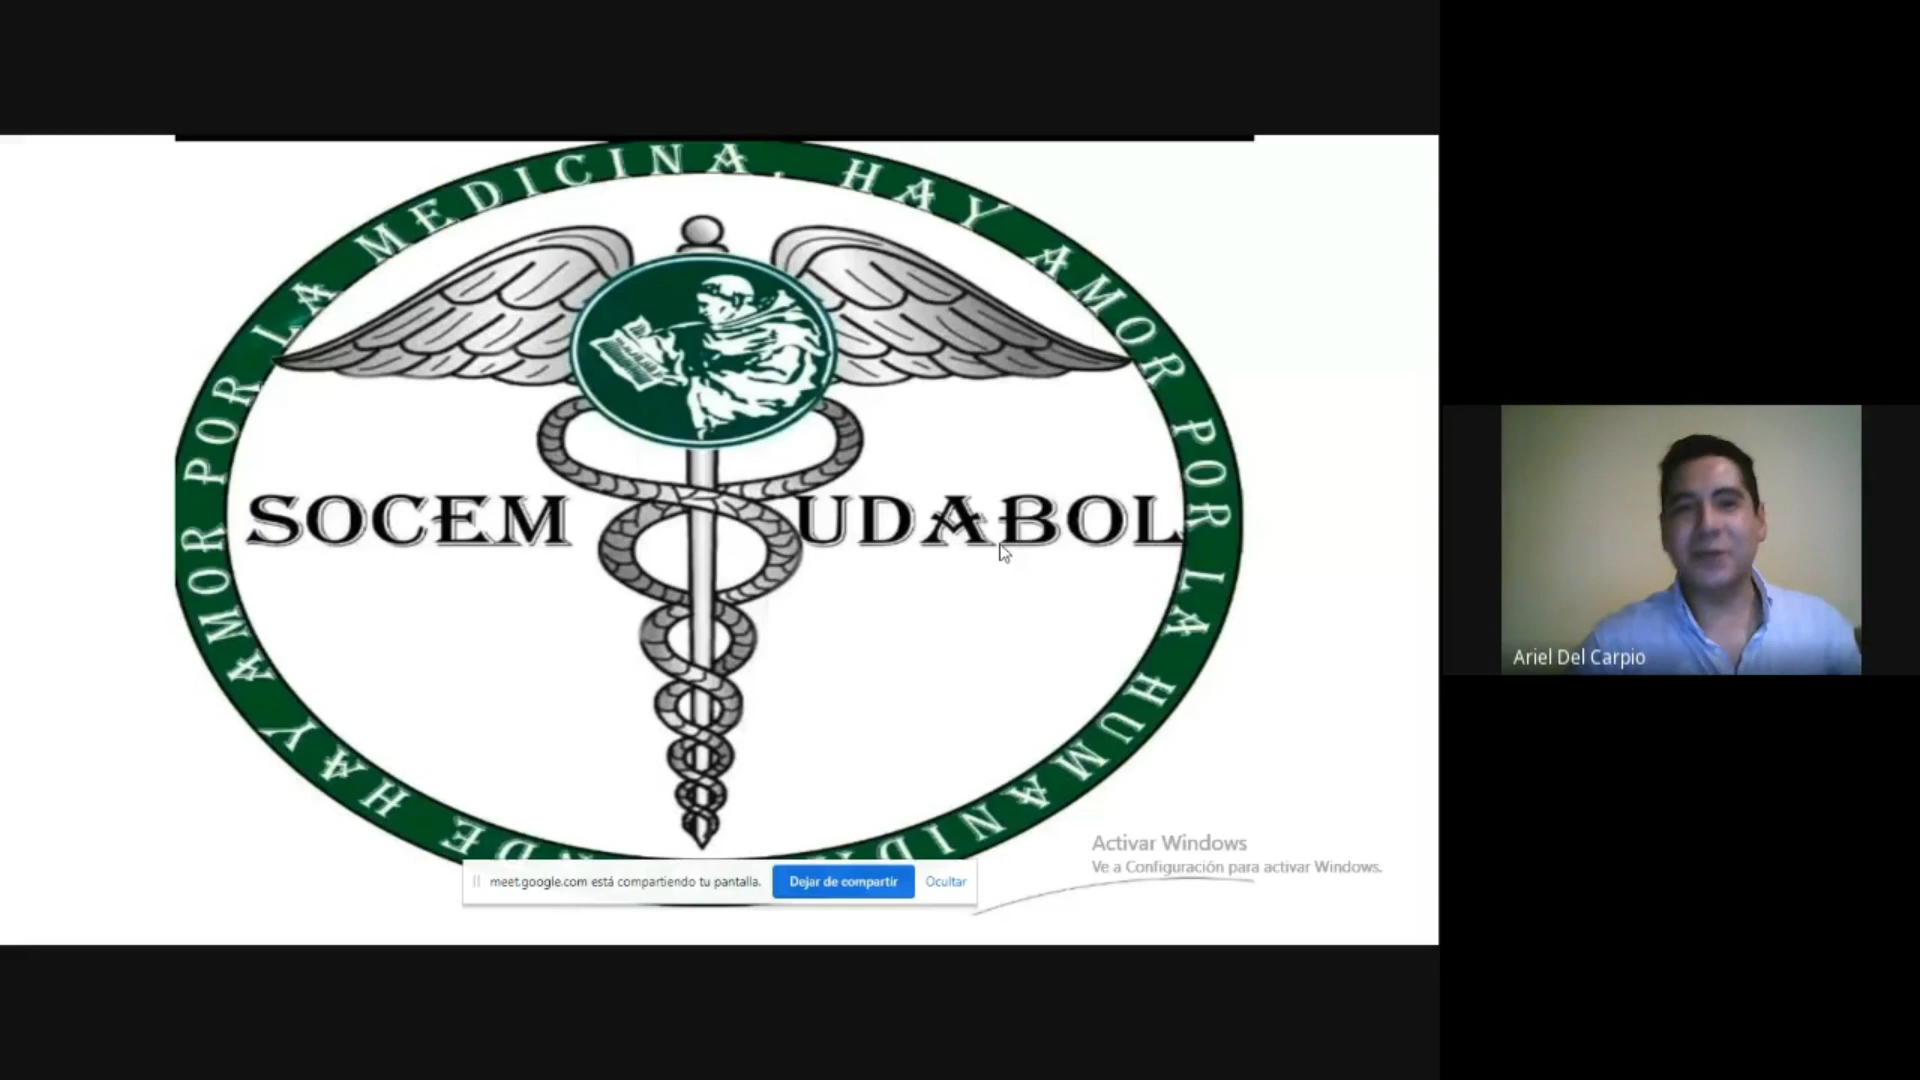 HAY AMOR POR LA MEDICINA, HAY AMOR POR LA
SOCEM UDABOL
Activar Windows
Ve a Configuración para activar Windows.
meet.google.com está compartiendo tu pantalla. Dejar de compartir Ocultar
Ariel Del Carpio